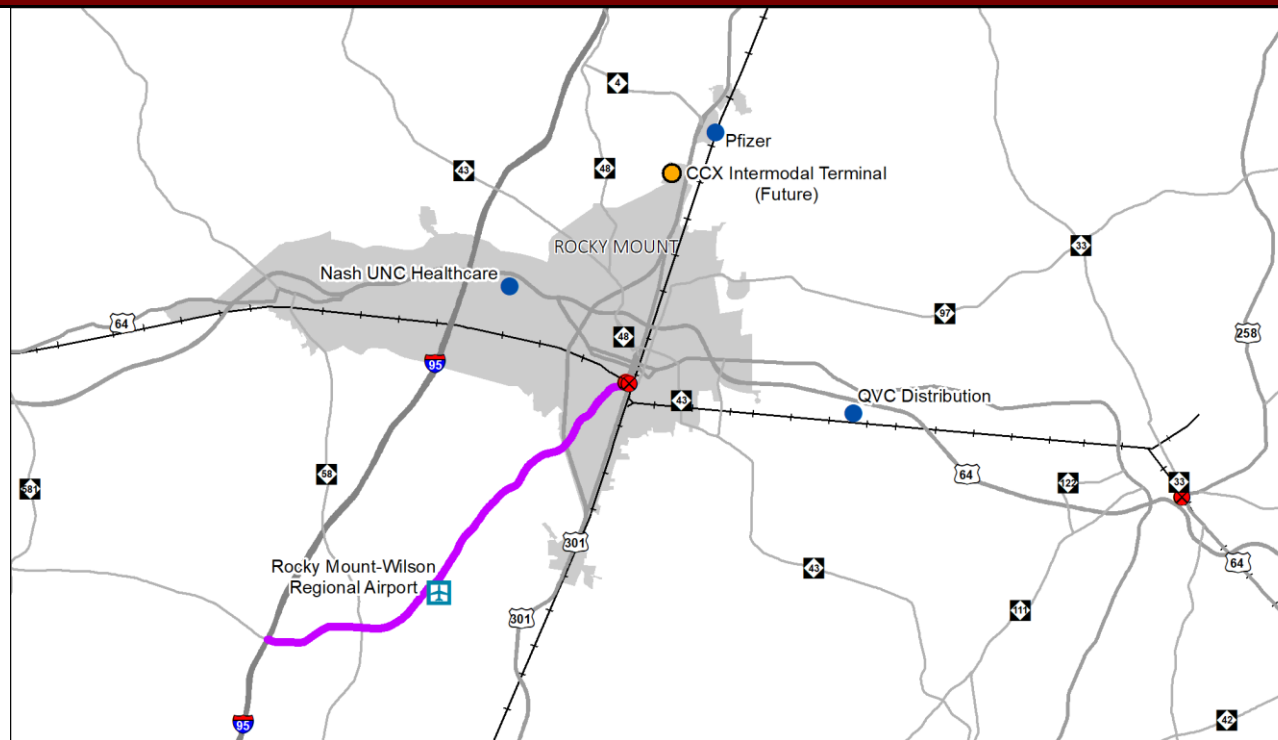 4
Pfizer
43
48
CCX Intermodal Terminal
(Future)
33
ROCKY MOUNT
Nash UNC Healthcare
64
97
258
48
95
QVC Distribution
43
58
581
64
122
33
301
64
Rocky Mount-Wilson
Regional Airport
43
111
301
95
42